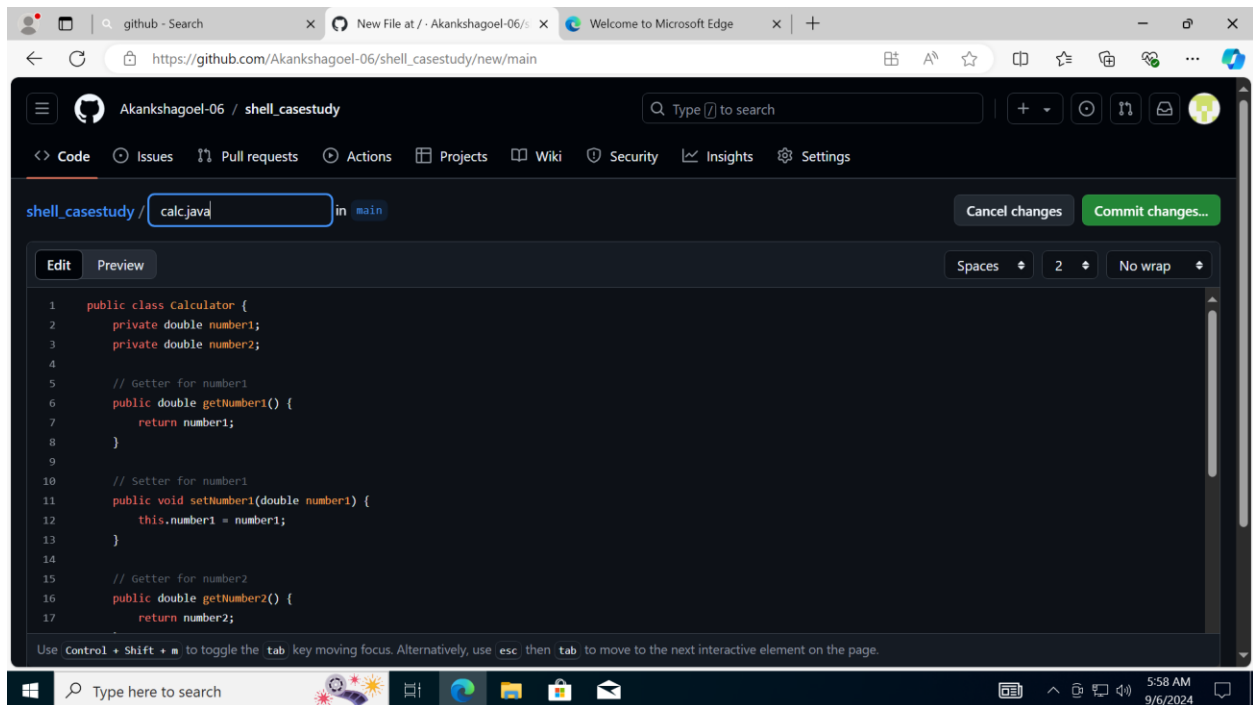 github - Search
New File at / · Akankshagoel-06/s
Welcome to Microsoft Edge
https://github.com/Akankshagoel-06/shell_casestudy/new/main
Akankshagoel-06 / shell_casestudy
Type / to search
Code Issues Pull requests Actions Projects Wiki Security Insights Settings
shell_casestudy / calc.java in main
Cancel changes Commit changes...
Edit Preview
Spaces 2 No wrap
1 public class Calculator {
2 private double number1;
3 private double number2;
4
5 // Getter for number1
6 public double getNumber1() {
7 return number1;
8 }
9
10 // Setter for number1
11 public void setNumber1(double number1) {
12 this.number1 = number1;
13 }
14
15 // Getter for number2
16 public double getNumber2() {
17 return number2;
Use Control + Shift + m to toggle the tab key moving focus. Alternatively, use esc then tab to move to the next interactive element on the page.
Type here to search
5:58 AM
9/6/2024